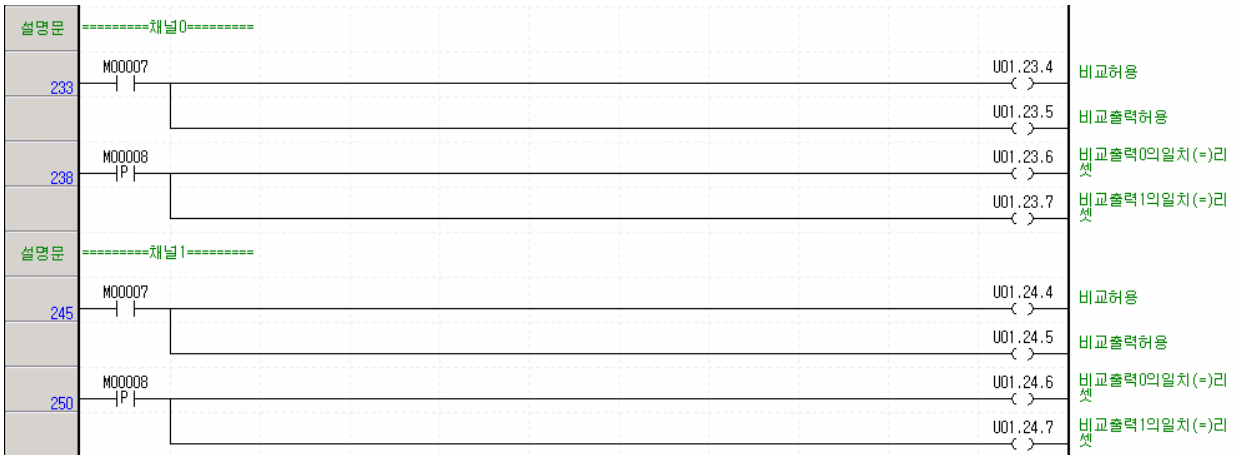 설명문 =========채널0=========
M00007 U01.23.4
233 비교허용
U01.23.5
비교출력허용
M00008 U01.23.6 비교출력0의일치(=)리
238 P 셋
U01.23.7 비교출력1의일치(=)리
셋
설명문 =========채널1=========
M00007 U01.24.4
245 비교허용
U01.24.5
비교출력허용
M00008 U01.24.6 비교출력0의일치(=)리
250 P 셋
U01.24.7 비교출력1의일치(=)리
셋